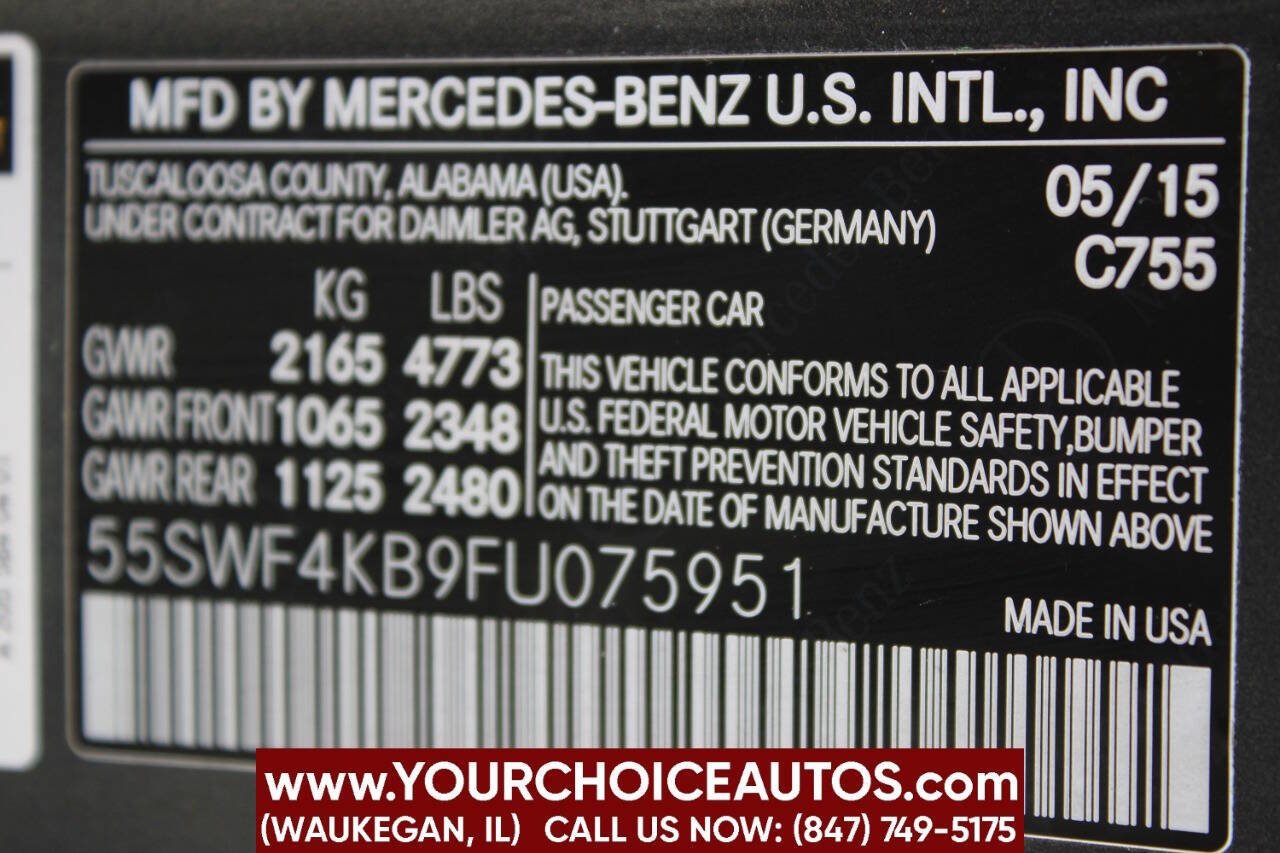 MFD BY MERCEDES-BENZ U.S. INTL., INC
TUSCALOOSA COUNTY, ALABAMA (USA).
UNDER CONTRACT FOR DAIMLER AG, STUTTGART (GERMANY)
05/15
C755
KG LBS
GVWR 2165 4773
GAWR FRONT 1065 2348
GAWR REAR 1125 2480
PASSENGER CAR
THIS VEHICLE CONFORMS TO ALL APPLICABLE
U.S. FEDERAL MOTOR VEHICLE SAFETY,BUMPER
AND THEFT PREVENTION STANDARDS IN EFFECT
ON THE DATE OF MANUFACTURE SHOWN ABOVE
55SWF4KB9FU075951
MADE IN USA
www.YOURCHOICEAUTOS.com
(WAUKEGAN, IL) CALL US NOW: (847) 749-5175